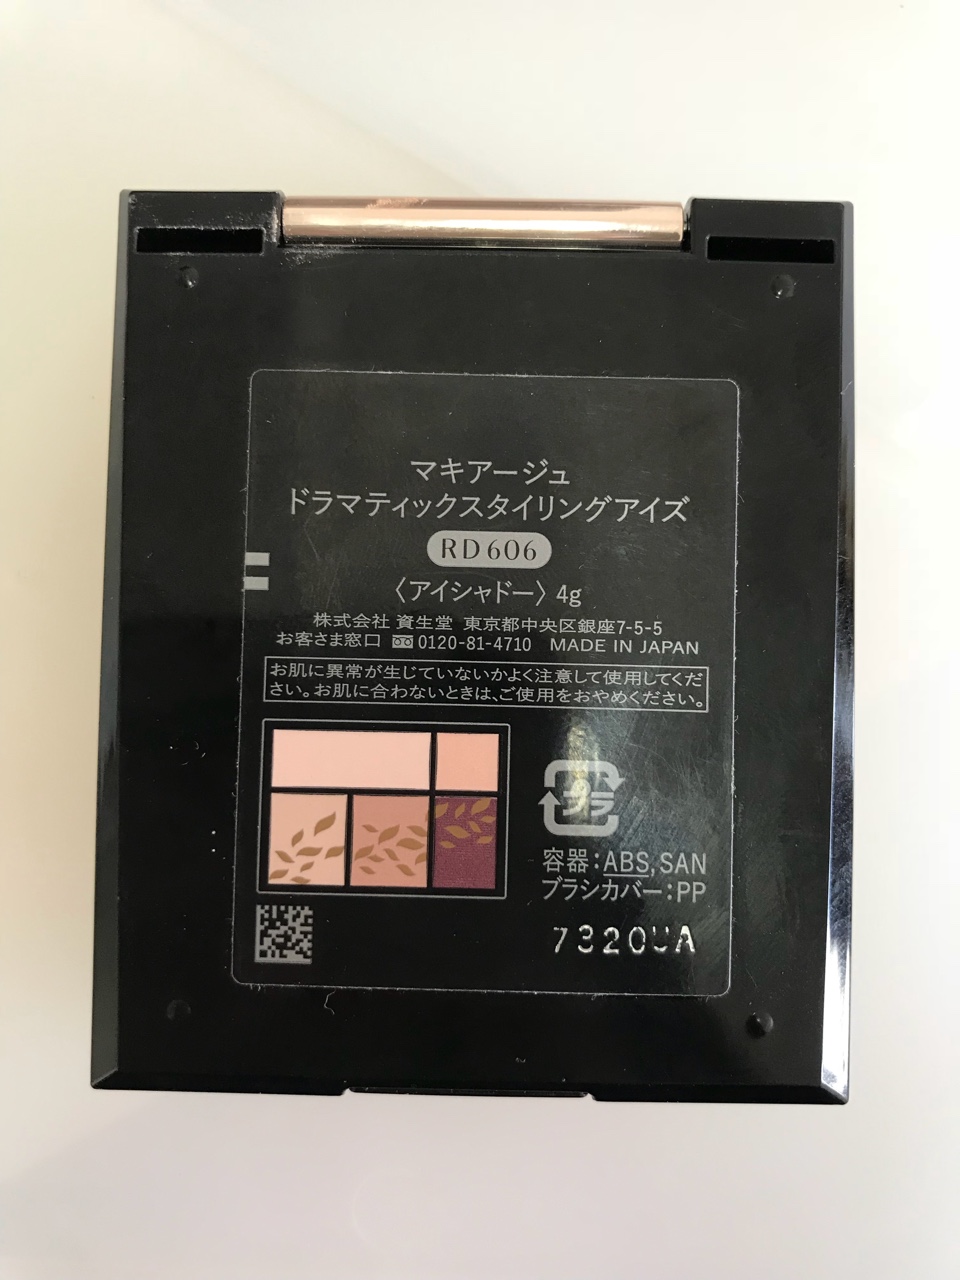 マキアージュ
ドラマティックスタイリングアイズ
RD606
〈アイシャドー〉 4g
株式会社 資生堂 東京都中央区銀座7-5-5
お客さま窓口 0120-81-4710 MADE IN JAPAN
お肌に異常が生じていないかよく注意して使用してくだ
さい。お肌に合わないときは、ご使用をおやめください。
プラ
容器：ABS,SAN
ブラシカバー：PP
7320UA